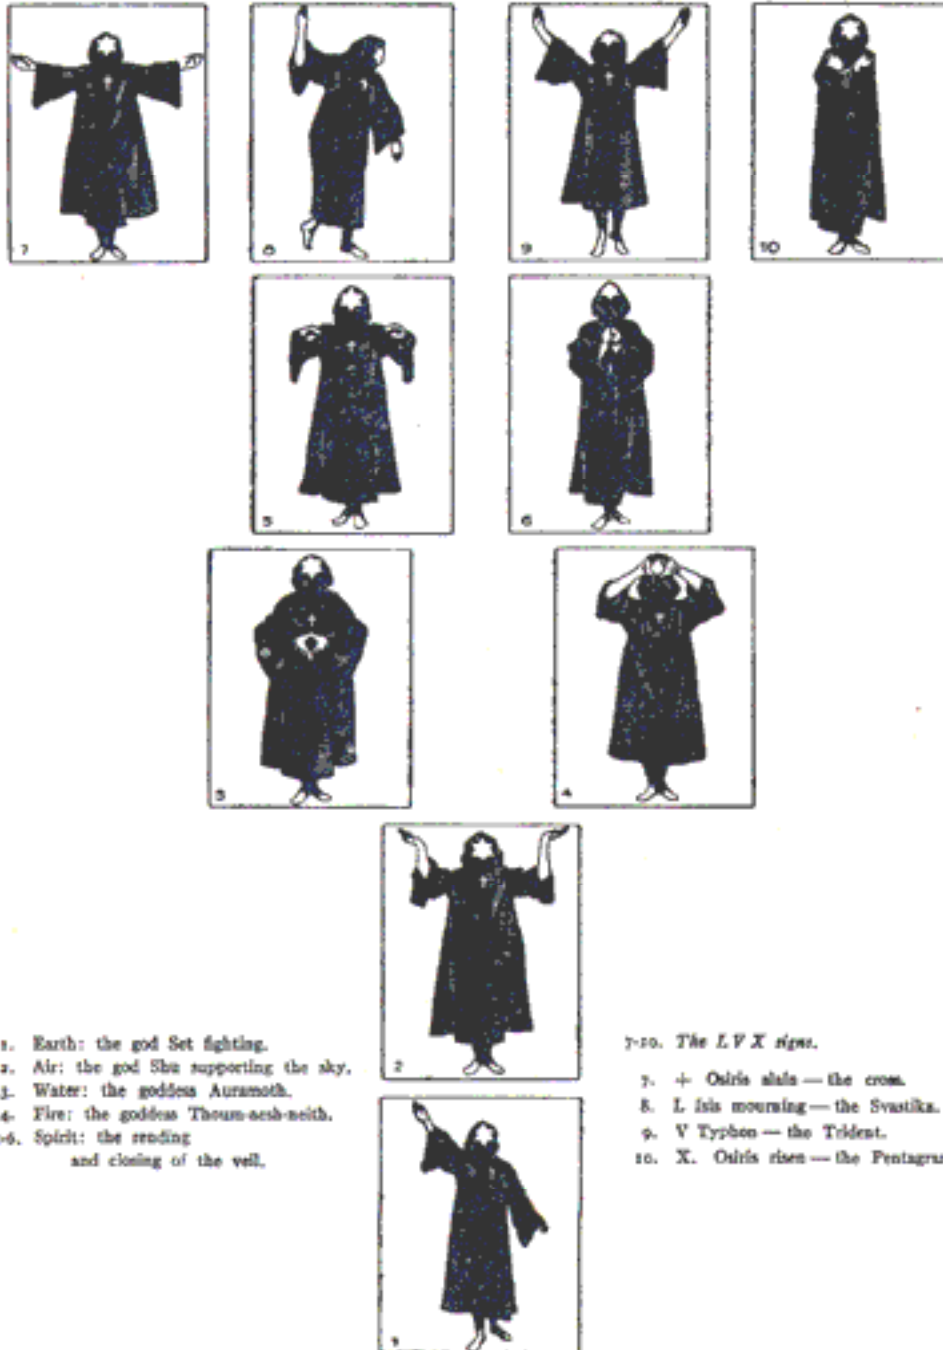 7
8
9
10
5
6
3
4
2
1. Earth: the god Set fighting.
2. Air: the god Shu supporting the sky.
3. Water: the goddess Auramoth.
4. Fire: the goddess Thoum-aesh-neith.
-6. Spirit: the rending
and closing of the veil.
7-10. The L V X signs.
7. + Osiris slain — the cross.
8. L Isis mourning — the Svastika.
9. V Typhon — the Trident.
10. X. Osiris risen — the Pentagra
1